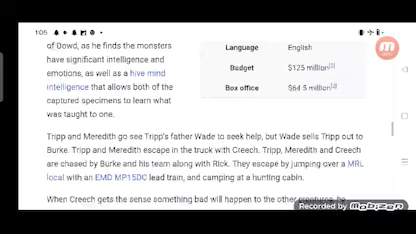 1:05
of Dowd, as he finds the monsters
have significant intelligence and
emotions, as well as a hive mind
intelligence that allows both of the
captured specimens to learn what
was taught to one.
Language English
Budget $125 million[3]
Box office $64.5 million[3]
Tripp and Meredith go see Tripp's father Wade to seek help, but Wade sells Tripp out to
Burke. Tripp and Meredith escape in the truck with Creech. Tripp, Meredith and Creech
are chased by Burke and his team along with Rick. They escape by jumping over a MRL
local with an EMD MP15DC lead train, and camping at a hunting cabin.
When Creech gets the sense something bad will happen to the other creatures, he
Recorded by Mobizen